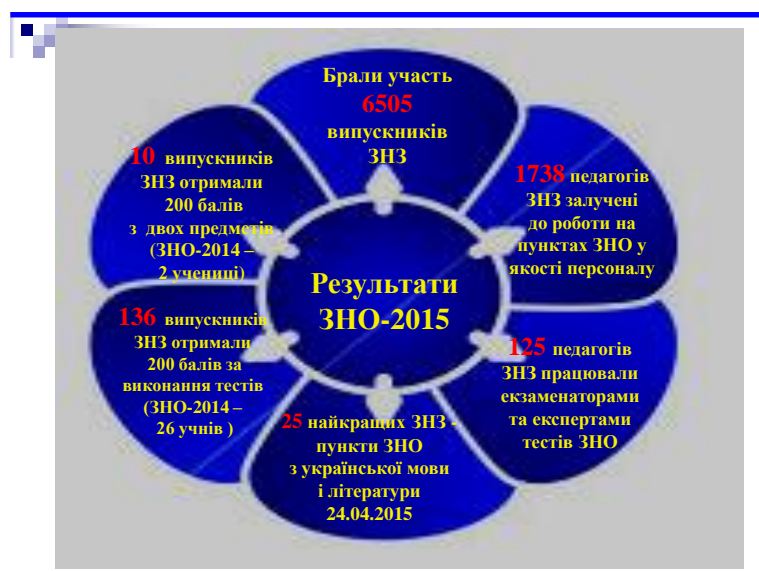 Брали участь
6505
випускників
ЗНЗ
1738 педагогів
ЗНЗ залучені
до роботи на
пунктах ЗНО у
якості персоналу
125 педагогів
ЗНЗ працювали
екзаменаторами
та експертами
тестів ЗНО
25 найкращих ЗНЗ -
пункти ЗНО
з української мови
і літератури
24.04.2015
136 випускників
ЗНЗ отримали
200 балів за
виконання тестів
(ЗНО-2014 –
26 учнів )
10 випускників
ЗНЗ отримали
200 балів
з двох предметів
(ЗНО-2014 –
2 учениці)
Результати
ЗНО-2015